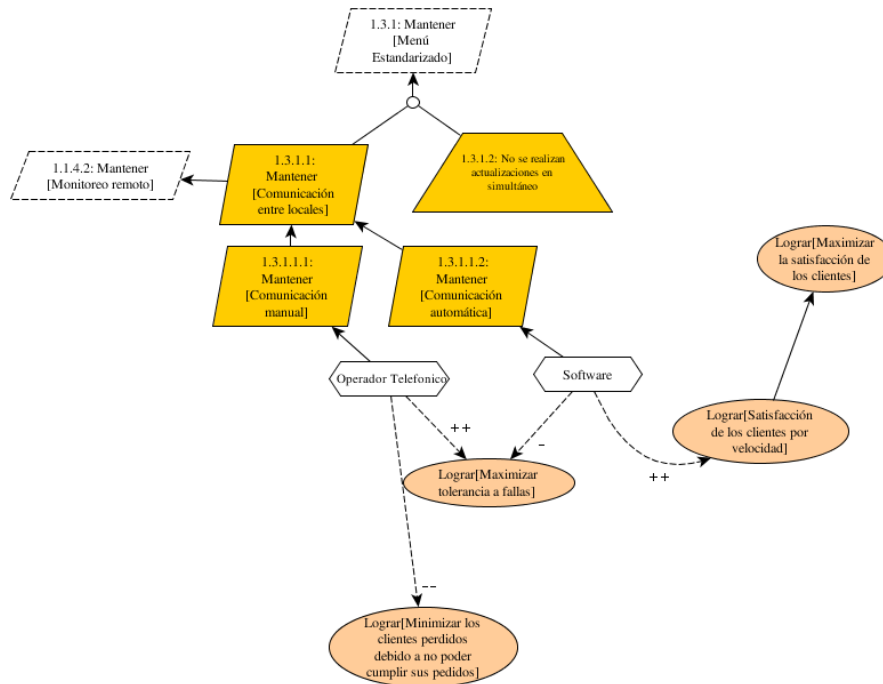 1.3.1: Mantener
[Menú
Estandarizado]
1.1.4.2: Mantener
[Monitoreo remoto]
1.3.1.1:
Mantener
[Comunicación
entre locales]
1.3.1.2: No se realizan
actualizaciones en
simultáneo
1.3.1.1.1:
Mantener
[Comunicación
manual]
1.3.1.1.2:
Mantener
[Comunicación
automática]
Lograr[Maximizar
la satisfacción de
los clientes]
Operador Telefonico
Software
Lograr[Satisfacción
de los clientes por
velocidad]
++
-
++
Lograr[Maximizar
tolerancia a fallas]
--
Lograr[Minimizar los
clientes perdidos
debido a no poder
cumplir sus pedidos]